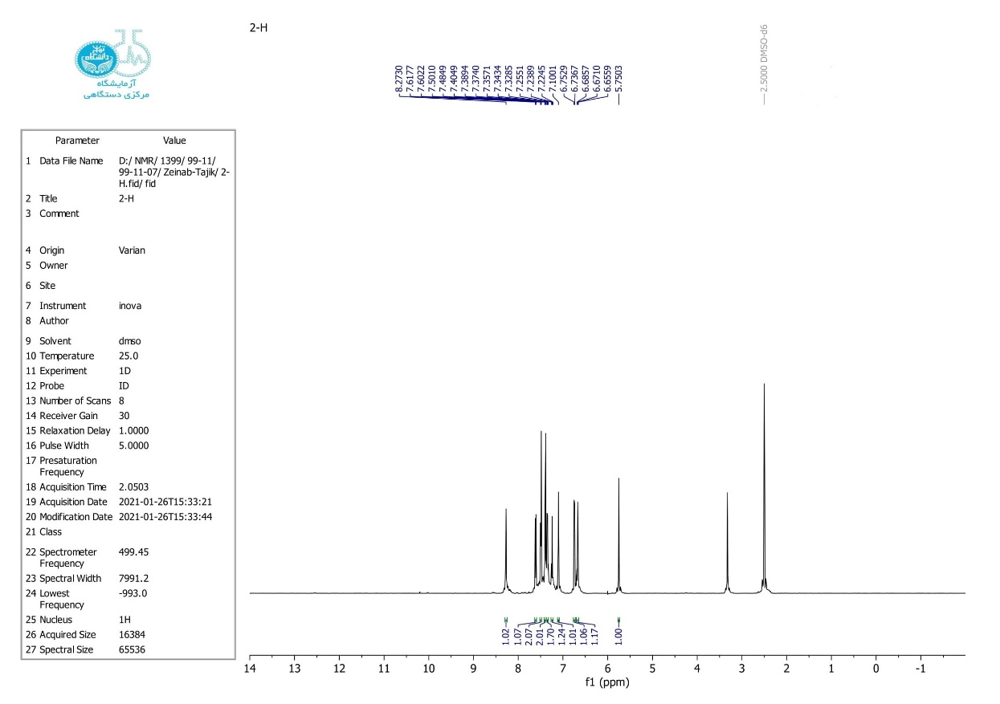 2-H
آزمایشگاه
مرکزی دستگاهی
8.2730
7.6177
7.6022
7.5010
7.4849
7.4049
7.3894
7.3740
7.3571
7.3434
7.3285
7.2551
7.2389
7.2245
7.1001
6.7529
6.7367
6.6857
6.6710
6.6559
5.7503
2.5000 DMSO-d6
Parameter Value
1 Data File Name D:/ NMR/ 1399/ 99-11/
99-11-07/ Zeinab-Tajik/ 2-
H.fid/ fid
2 Title 2-H
3 Comment
4 Origin Varian
5 Owner
6 Site
7 Instrument inova
8 Author
9 Solvent dmso
10 Temperature 25.0
11 Experiment 1D
12 Probe ID
13 Number of Scans 8
14 Receiver Gain 30
15 Relaxation Delay 1.0000
16 Pulse Width 5.0000
17 Presaturation
Frequency
18 Acquisition Time 2.0503
19 Acquisition Date 2021-01-26T15:33:21
20 Modification Date 2021-01-26T15:33:44
21 Class
22 Spectrometer 499.45
Frequency
23 Spectral Width 7991.2
24 Lowest -993.0
Frequency
25 Nucleus 1H
26 Acquired Size 16384
27 Spectral Size 65536
1.02
1.07
2.07
2.01
1.70
1.24
1.01
1.06
1.17
1.00
14 13 12 11 10 9 8 7 6 5 4 3 2 1 0 -1
f1 (ppm)